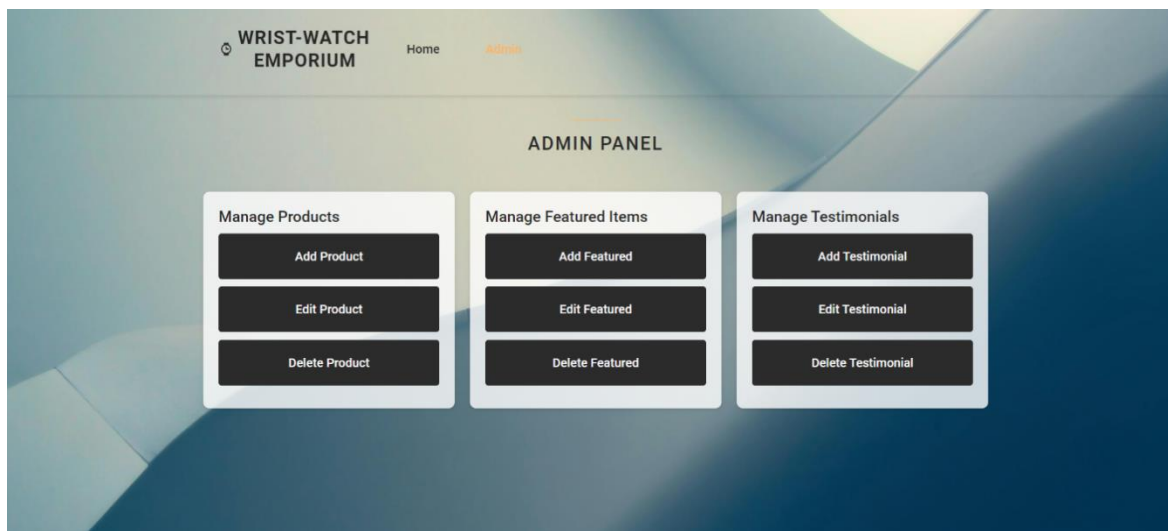 WRIST-WATCH
EMPORIUM
Home
Admin
ADMIN PANEL
Manage Products
Add Product
Edit Product
Delete Product
Manage Featured Items
Add Featured
Edit Featured
Delete Featured
Manage Testimonials
Add Testimonial
Edit Testimonial
Delete Testimonial